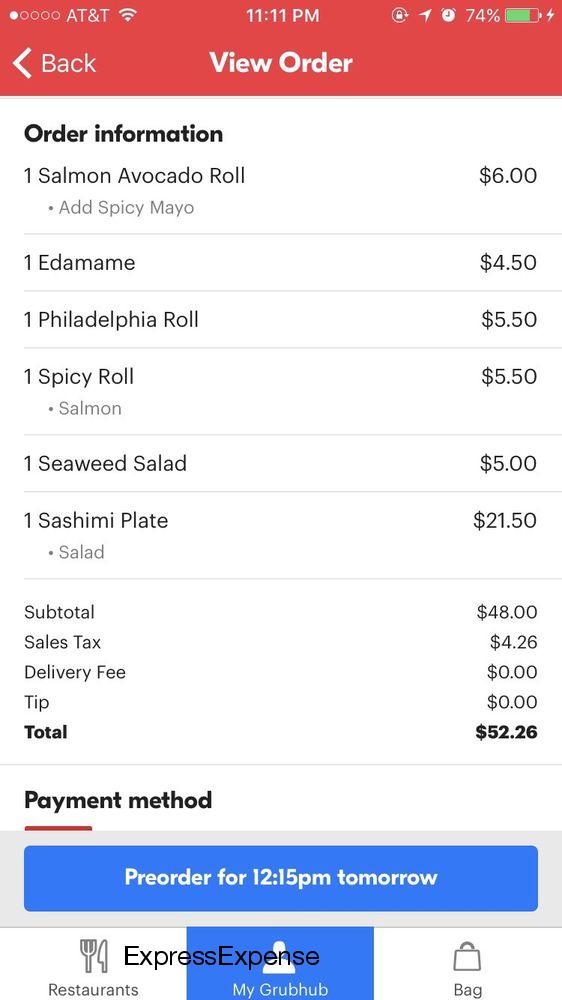 AT&T 11:11 PM 74%
Back View Order
Order information
1 Salmon Avocado Roll $6.00
• Add Spicy Mayo
1 Edamame $4.50
1 Philadelphia Roll $5.50
1 Spicy Roll $5.50
• Salmon
1 Seaweed Salad $5.00
1 Sashimi Plate $21.50
• Salad
Subtotal $48.00
Sales Tax $4.26
Delivery Fee $0.00
Tip $0.00
Total $52.26
Payment method
Preorder for 12:15pm tomorrow
ExpressExpense
Restaurants My Grubhub Bag